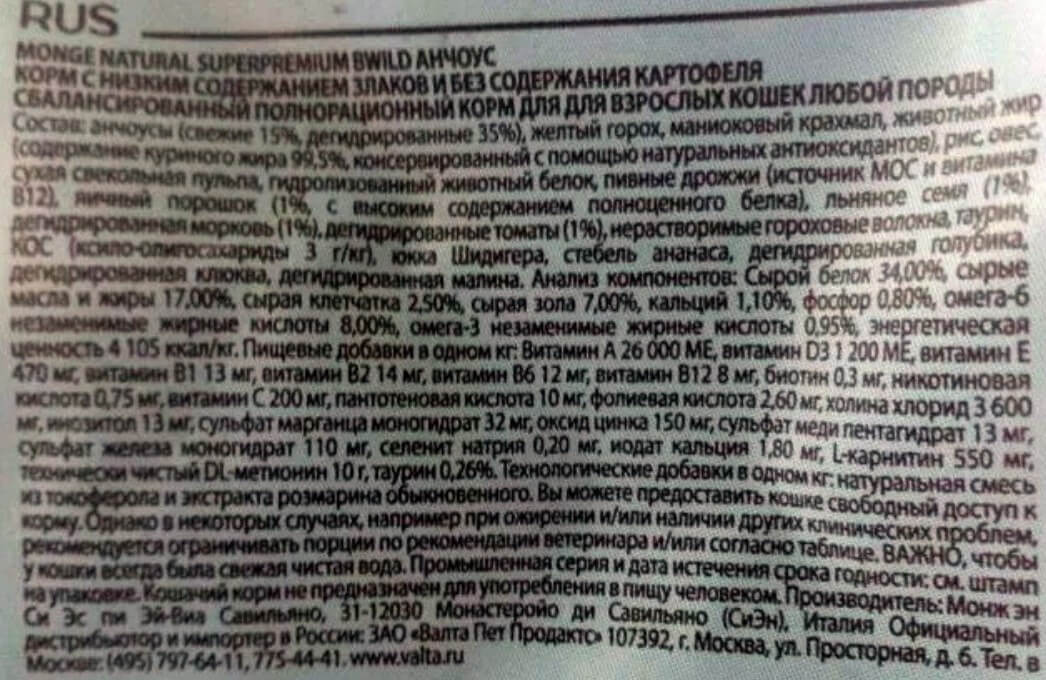 RUS
MONGE NATURAL SUPERPREMIUM BWILD АНЧОУС
КОРМ С НИЗКИМ СОДЕРЖАНИЕМ ЗЛАКОВ И БЕЗ СОДЕРЖАНИЯ КАРТОФЕЛЯ
СБАЛАНСИРОВАННЫЙ ПОЛНОРАЦИОННЫЙ КОРМ ДЛЯ ДЛЯ ВЗРОСЛЫХ КОШЕК ЛЮБОЙ ПОРОДЫ
Состав: анчоусы (свежие 15%, дегидрированные 35%), желтый горох, маниоковый крахмал, животный жир
(содержание куриного жира 99,5%, консервированный с помощью натуральных антиоксидантов), рис, овес,
сухая свекольная пульпа, гидролизованный животный белок, пивные дрожжи (источник МОС и витамина
В12), яичный порошок (1%, с высоким содержанием полноценного белка), льняное семя (1%),
дегидрированная морковь (1%), дегидрированные томаты (1%), нерастворимые гороховые волокна, таурин,
КОС (ксило-олигосахариды 3 г/кг), юкка Шидигера, стебель ананаса, дегидрированная голубика,
дегидрированная клюква, дегидрированная малина. Анализ компонентов: Сырой белок 34,00%, сырые
масла и жиры 17,00%, сырая клетчатка 2,50%, сырая зола 7,00%, кальций 1,10%, фосфор 0,80%, омега-6
незаменимые жирные кислоты 8,00%, омега-3 незаменимые жирные кислоты 0,95%, энергетическая
ценность 4 105 ккал/кг. Пищевые добавки в одном кг: Витамин А 26 000 МЕ, витамин D3 1 200 МЕ, витамин Е
470 мг, витамин В1 13 мг, витамин В2 14 мг, витамин В6 12 мг, витамин В12 8 мг, биотин 0,3 мг, никотиновая
кислота 0,75 мг, витамин С 200 мг, пантотеновая кислота 10 мг, фолиевая кислота 2,60 мг, холина хлорид 3 600
мг, инозитол 13 мг, сульфат марганца моногидрат 32 мг, оксид цинка 150 мг, сульфат меди пентагидрат 13 мг,
сульфат железа моногидрат 110 мг, селенит натрия 0,20 мг, иодат кальция 1,80 мг, L-карнитин 550 мг,
технически чистый DL-метионин 10 г, таурин 0,26%. Технологические добавки в одном кг: натуральная смесь
из токоферола и экстракта розмарина обыкновенного. Вы можете предоставить кошке свободный доступ к
корму. Однако в некоторых случаях, например при ожирении и/или наличии других клинических проблем,
рекомендуется ограничивать порции по рекомендации ветеринара и/или согласно таблице. ВАЖНО, чтобы
у кошки всегда была свежая чистая вода. Промышленная серия и дата истечения срока годности: см. штамп
на упаковке. Кошачий корм не предназначен для употребления в пищу человеком. Производитель: Монж эн
Си Эс пи Эй-Виа Савильяно, 31-12030 Монастеройо ди Савильяно (СиЭн), Италия Официальный
дистрибьютор и импортер в России: ЗАО «Валта Пет Продактс» 107392, г. Москва, ул. Просторная, д. 6. Тел. в
Москве: (495) 797-64-11, 775-44-41. www.valta.ru